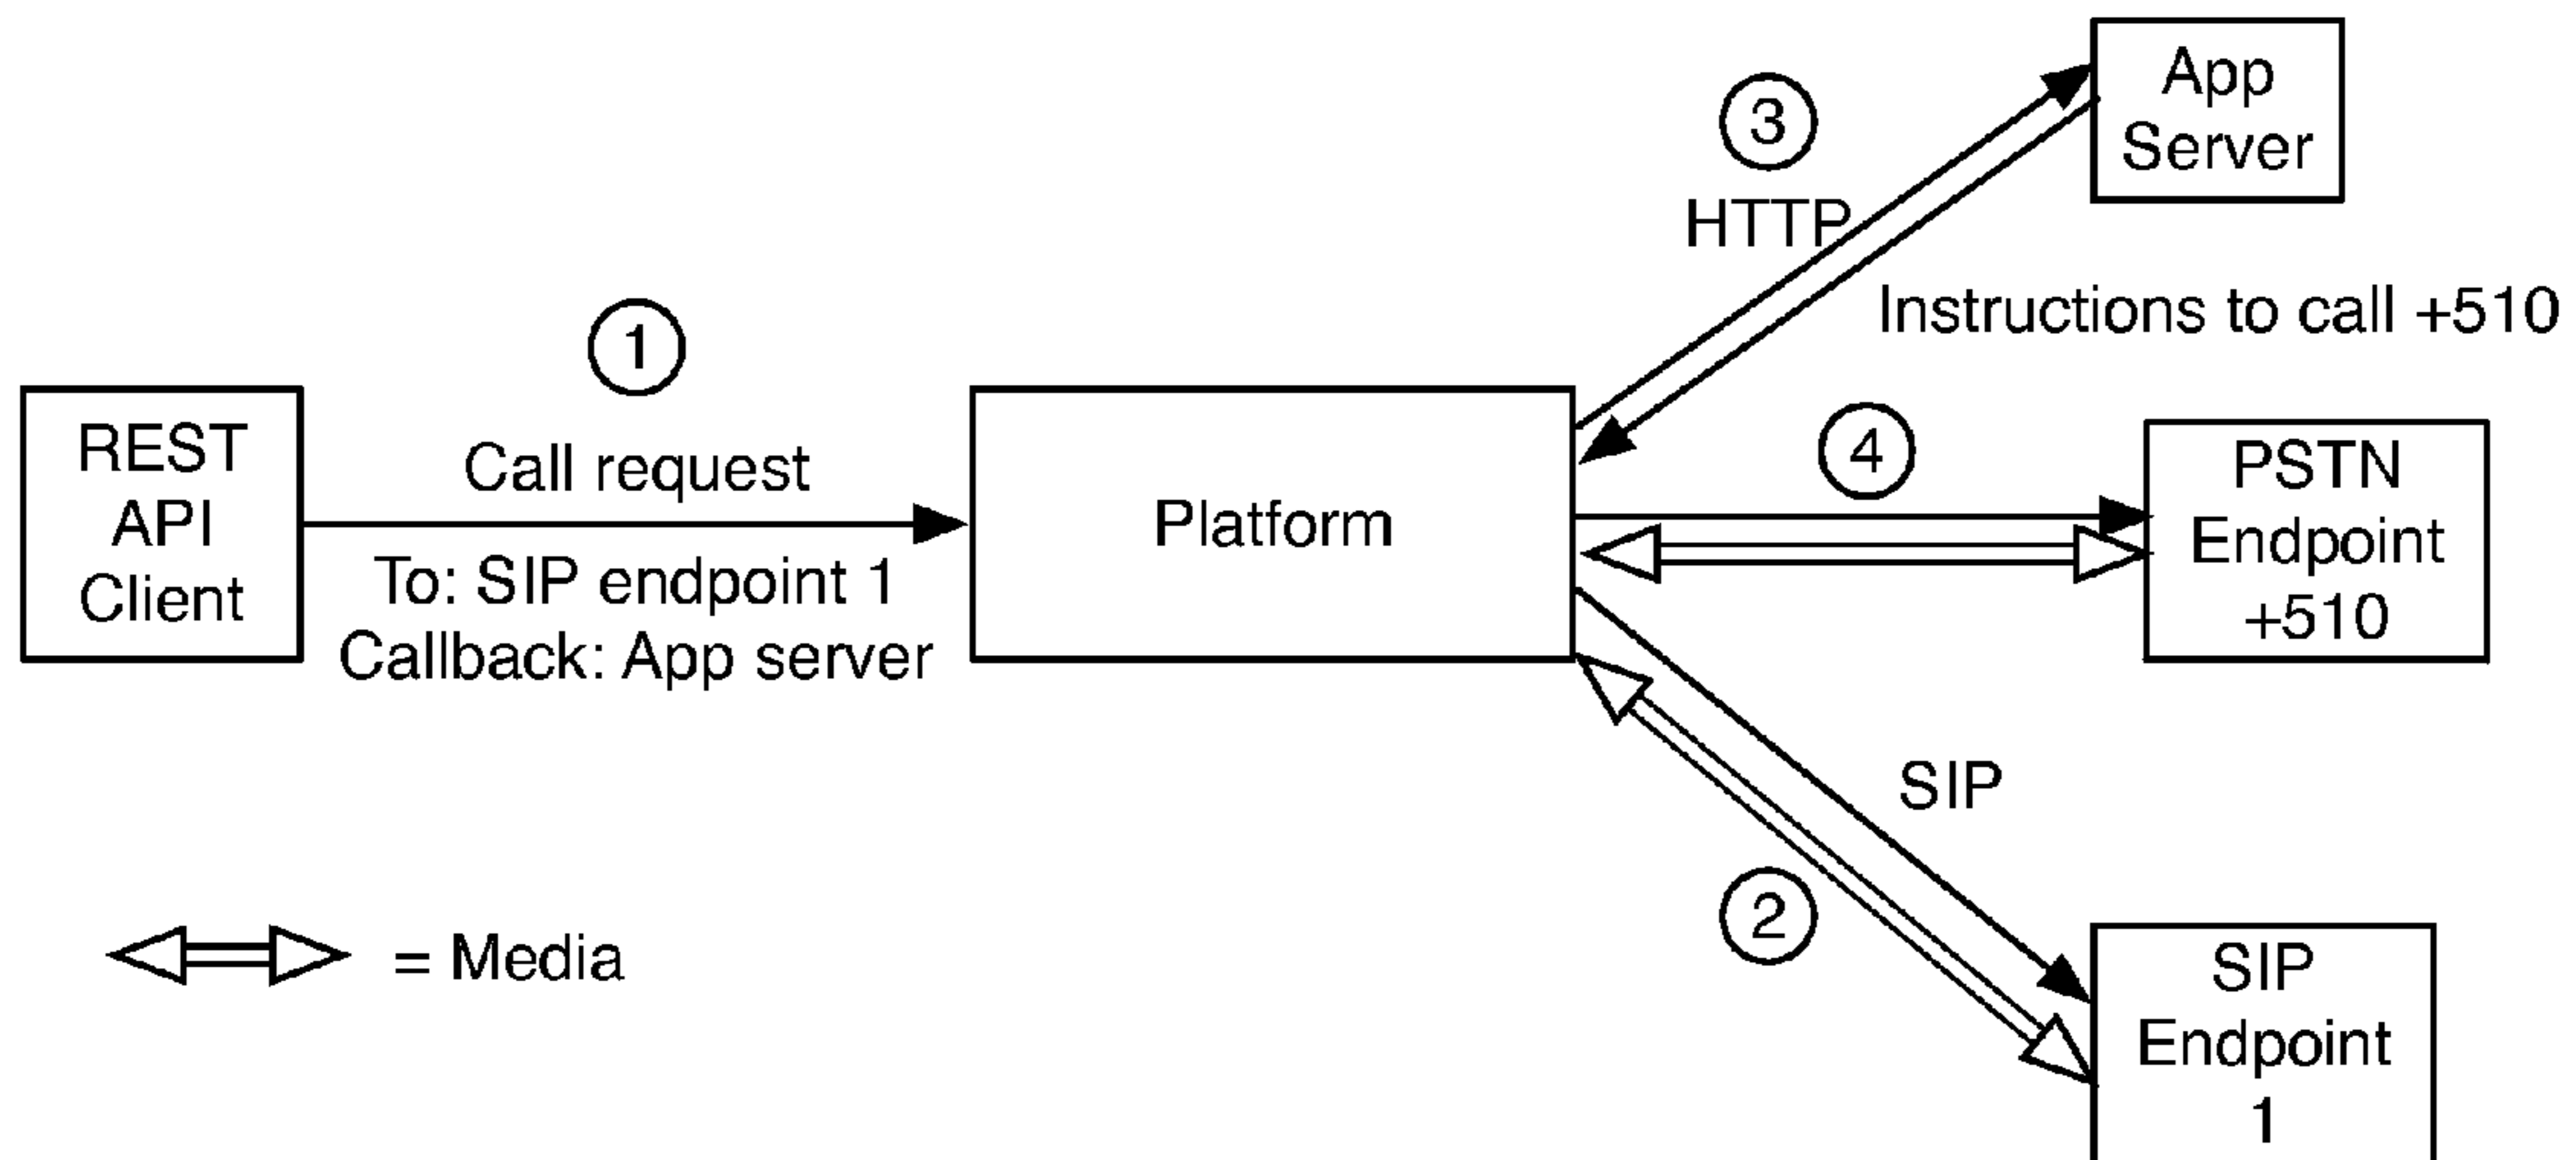 App
Server
3
HTTP
Instructions to call +510
1
REST
API
Client
Call request
To: SIP endpoint 1
Callback: App server
Platform
4
PSTN
Endpoint
+510
SIP
2
= Media
SIP
Endpoint
1